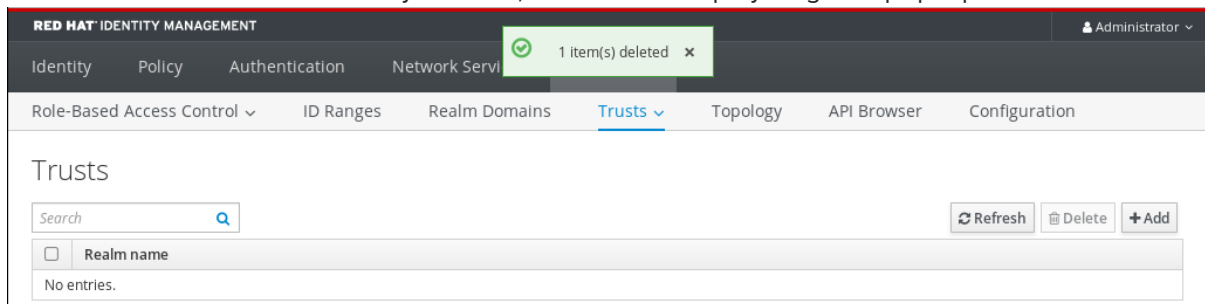 RED HAT® IDENTITY MANAGEMENT
Administrator
1 item(s) deleted ×
Identity Policy Authentication Network Servi
Role-Based Access Control ID Ranges Realm Domains Trusts Topology API Browser Configuration
Trusts
Search
Refresh Delete + Add
Realm name
No entries.